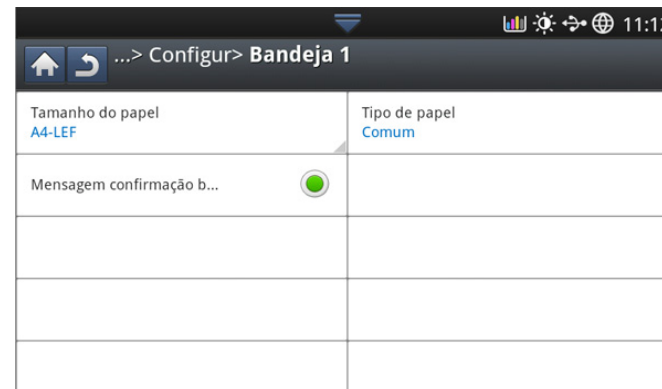 11:1
...> Configur> Bandeja 1
Tamanho do papel
A4-LEF
Tipo de papel
Comum
Mensagem confirmação b...